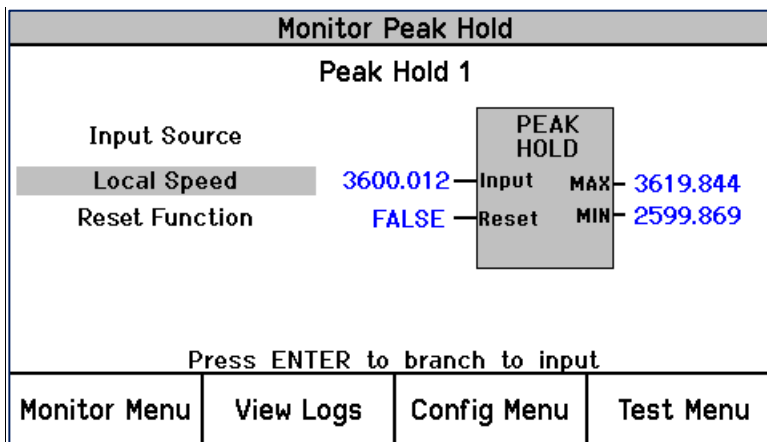 Monitor Peak Hold
Peak Hold 1
Input Source
PEAK
HOLD
Local Speed 3600.012 Input MAX 3619.844
Reset Function FALSE Reset MIN 2599.869
Press ENTER to branch to input
Monitor Menu View Logs Config Menu Test Menu